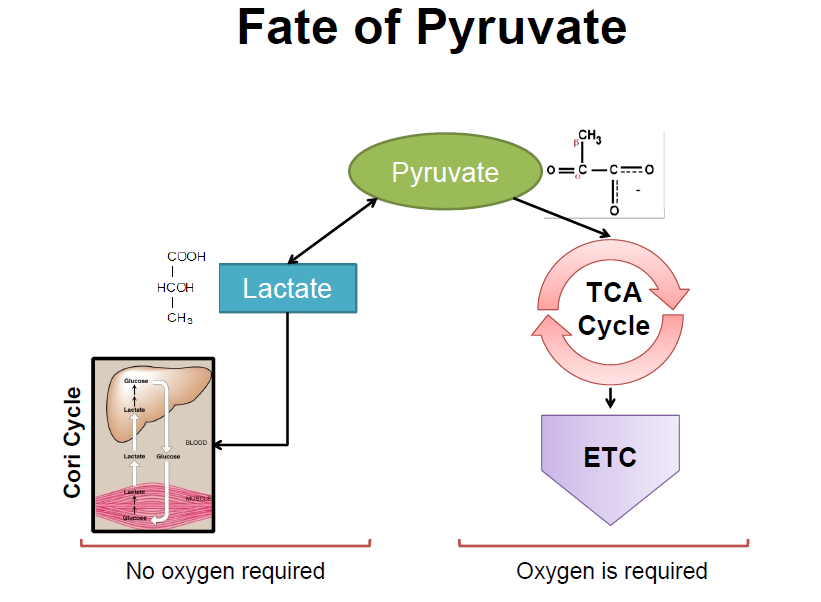 Fate of Pyruvate
Pyruvate
CH3
β
O
C
α
C
O
-
O
COOH
HCOH
CH3
Lactate
TCA
Cycle
Cori Cycle
Glucose
Lactate
BLOOD
Lactate
Glucose
Lactate
MUSCLE
Glucose
ETC
No oxygen required
Oxygen is required